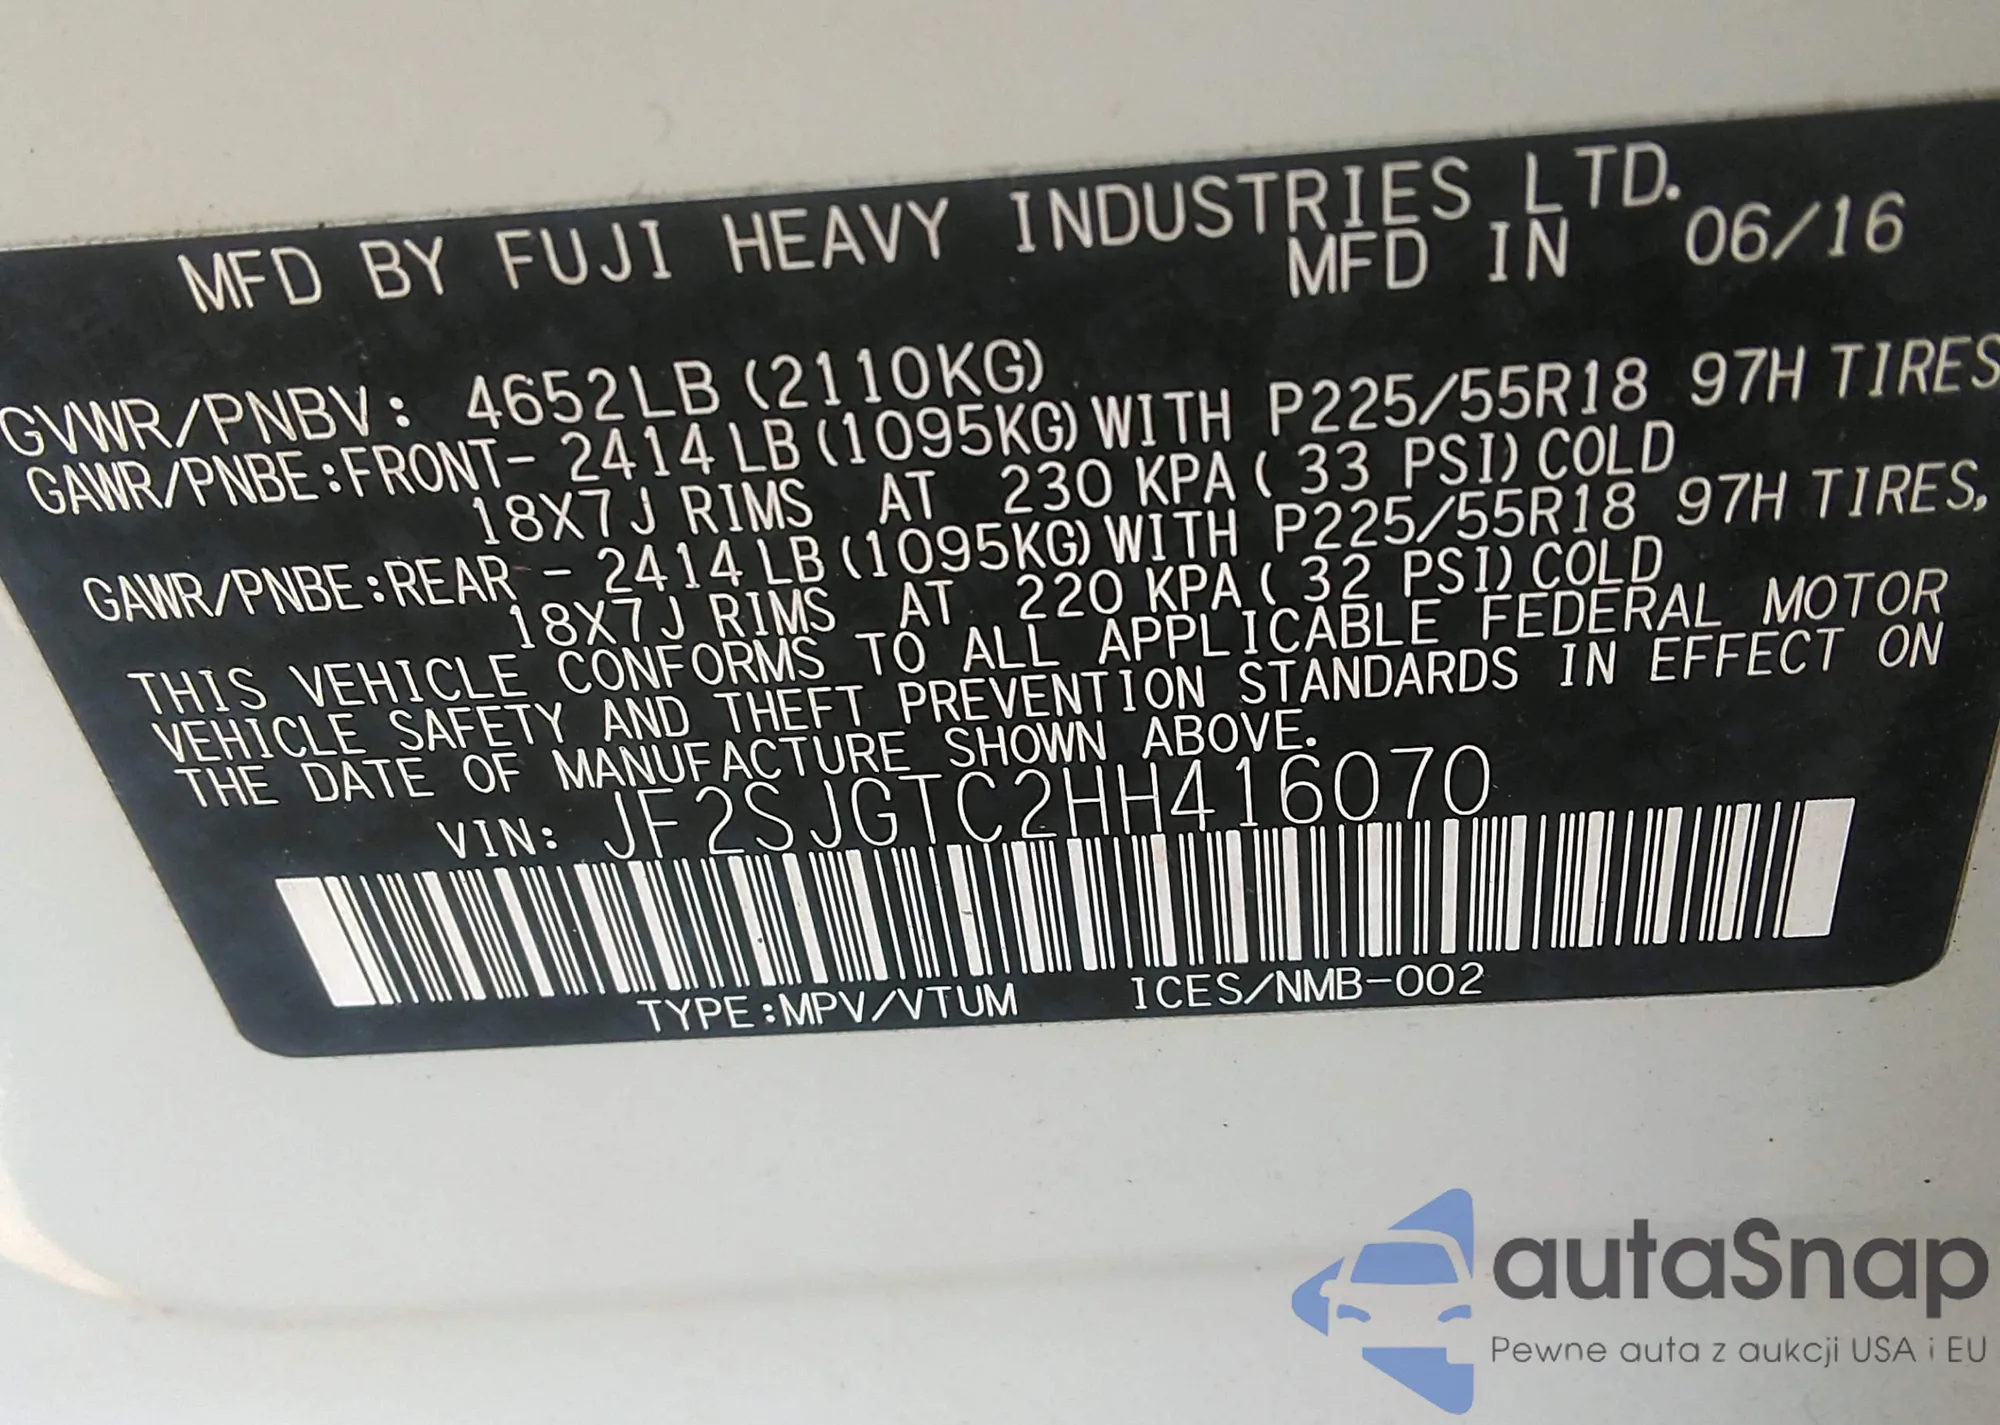 MFD BY FUJI HEAVY INDUSTRIES LTD.
MFD IN 06/16
GVWR/PNBV: 4652LB (2110KG)
GAWR/PNBE:FRONT- 2414LB(1095KG)WITH P225/55R18 97H TIRES
18X7J RIMS AT 230 KPA( 33 PSI)COLD
GAWR/PNBE:REAR - 2414LB(1095KG)WITH P225/55R18 97H TIRES,
18X7J RIMS AT 220 KPA( 32 PSI)COLD
THIS VEHICLE CONFORMS TO ALL APPLICABLE FEDERAL MOTOR
VEHICLE SAFETY AND THEFT PREVENTION STANDARDS IN EFFECT ON
THE DATE OF MANUFACTURE SHOWN ABOVE.
VIN: JF2SJGTC2HH416070
TYPE:MPV/VTUM ICES/NMB-002
autaSnap
Pewne auta z aukcji USA i EU